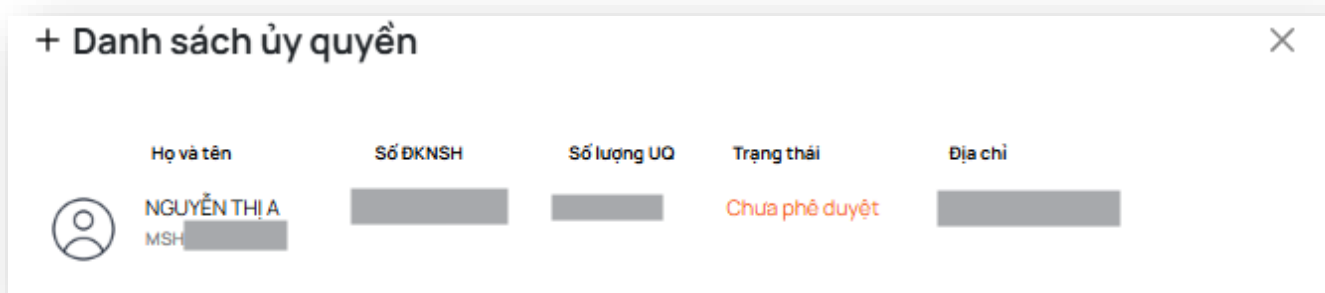 + Danh sách ủy quyền
Họ và tên Số ĐKNSH Số lượng UQ Trạng thái Địa chỉ
NGUYỄN THỊ A Chưa phê duyệt
MSH